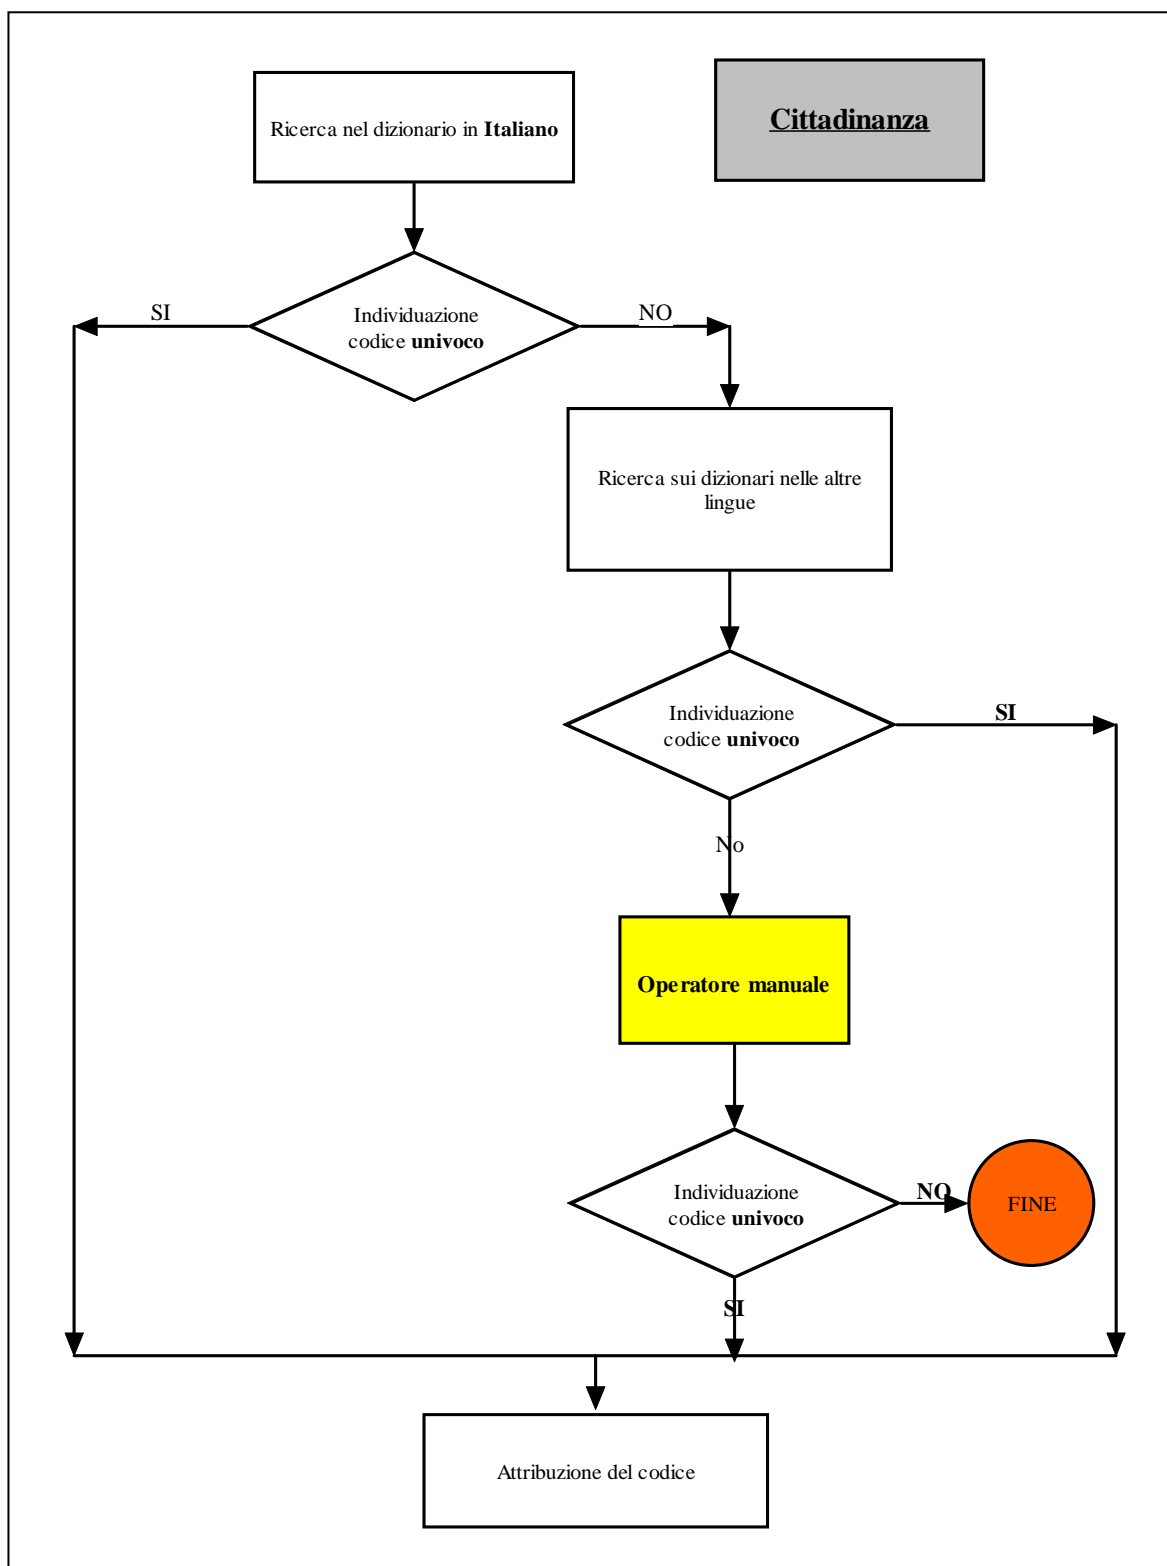 Cittadinanza
Ricerca nel dizionario in Italiano
Individuazione
codice univoco
SI
NO
Ricerca sui dizionari nelle altre
lingue
Individuazione
codice univoco
SI
No
Operatore manuale
Individuazione
codice univoco
NO
FINE
SI
Attribuzione del codice